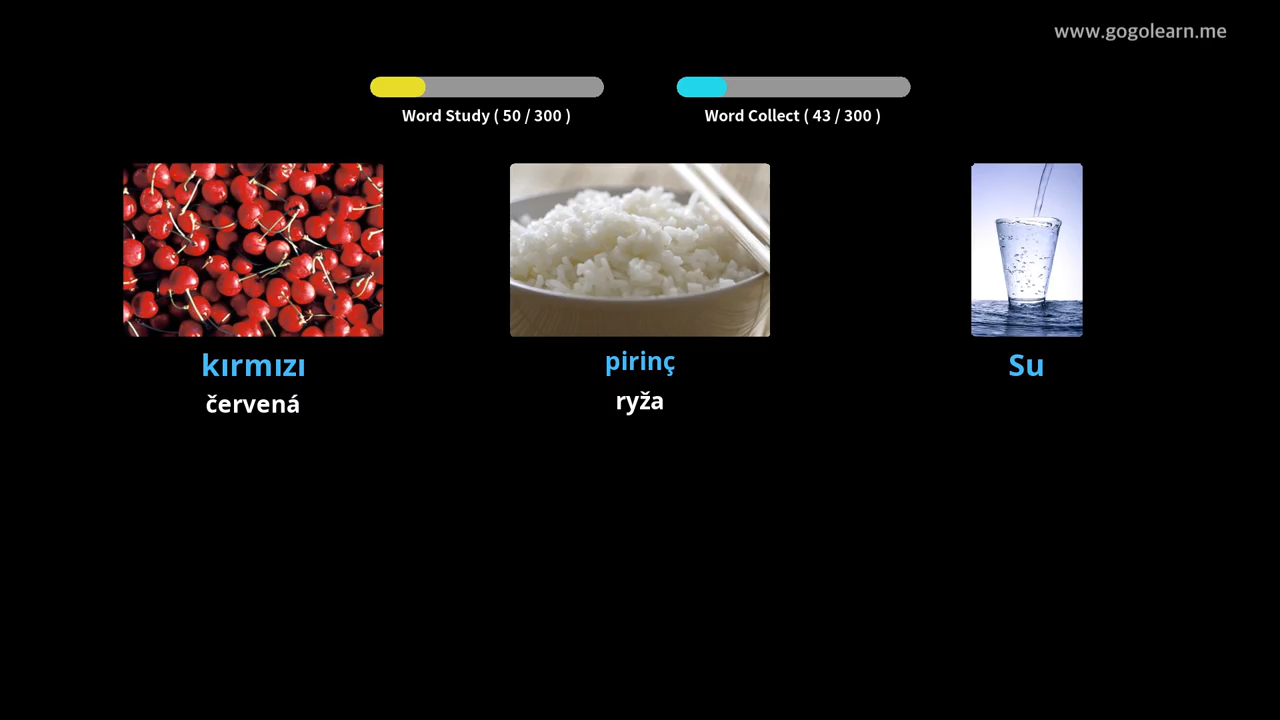 www.gogolearn.me
Word Study ( 50 / 300 )
Word Collect ( 43 / 300 )
kırmızı
červená
pirinç
ryža
Su